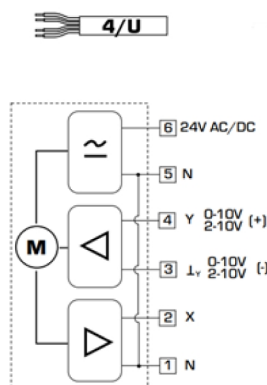 4/U
6 24V AC/DC
5 N
4 Y 0-10V 2-10V (+)
3 ⊥Y 0-10V 2-10V (-)
M
2 X
1 N